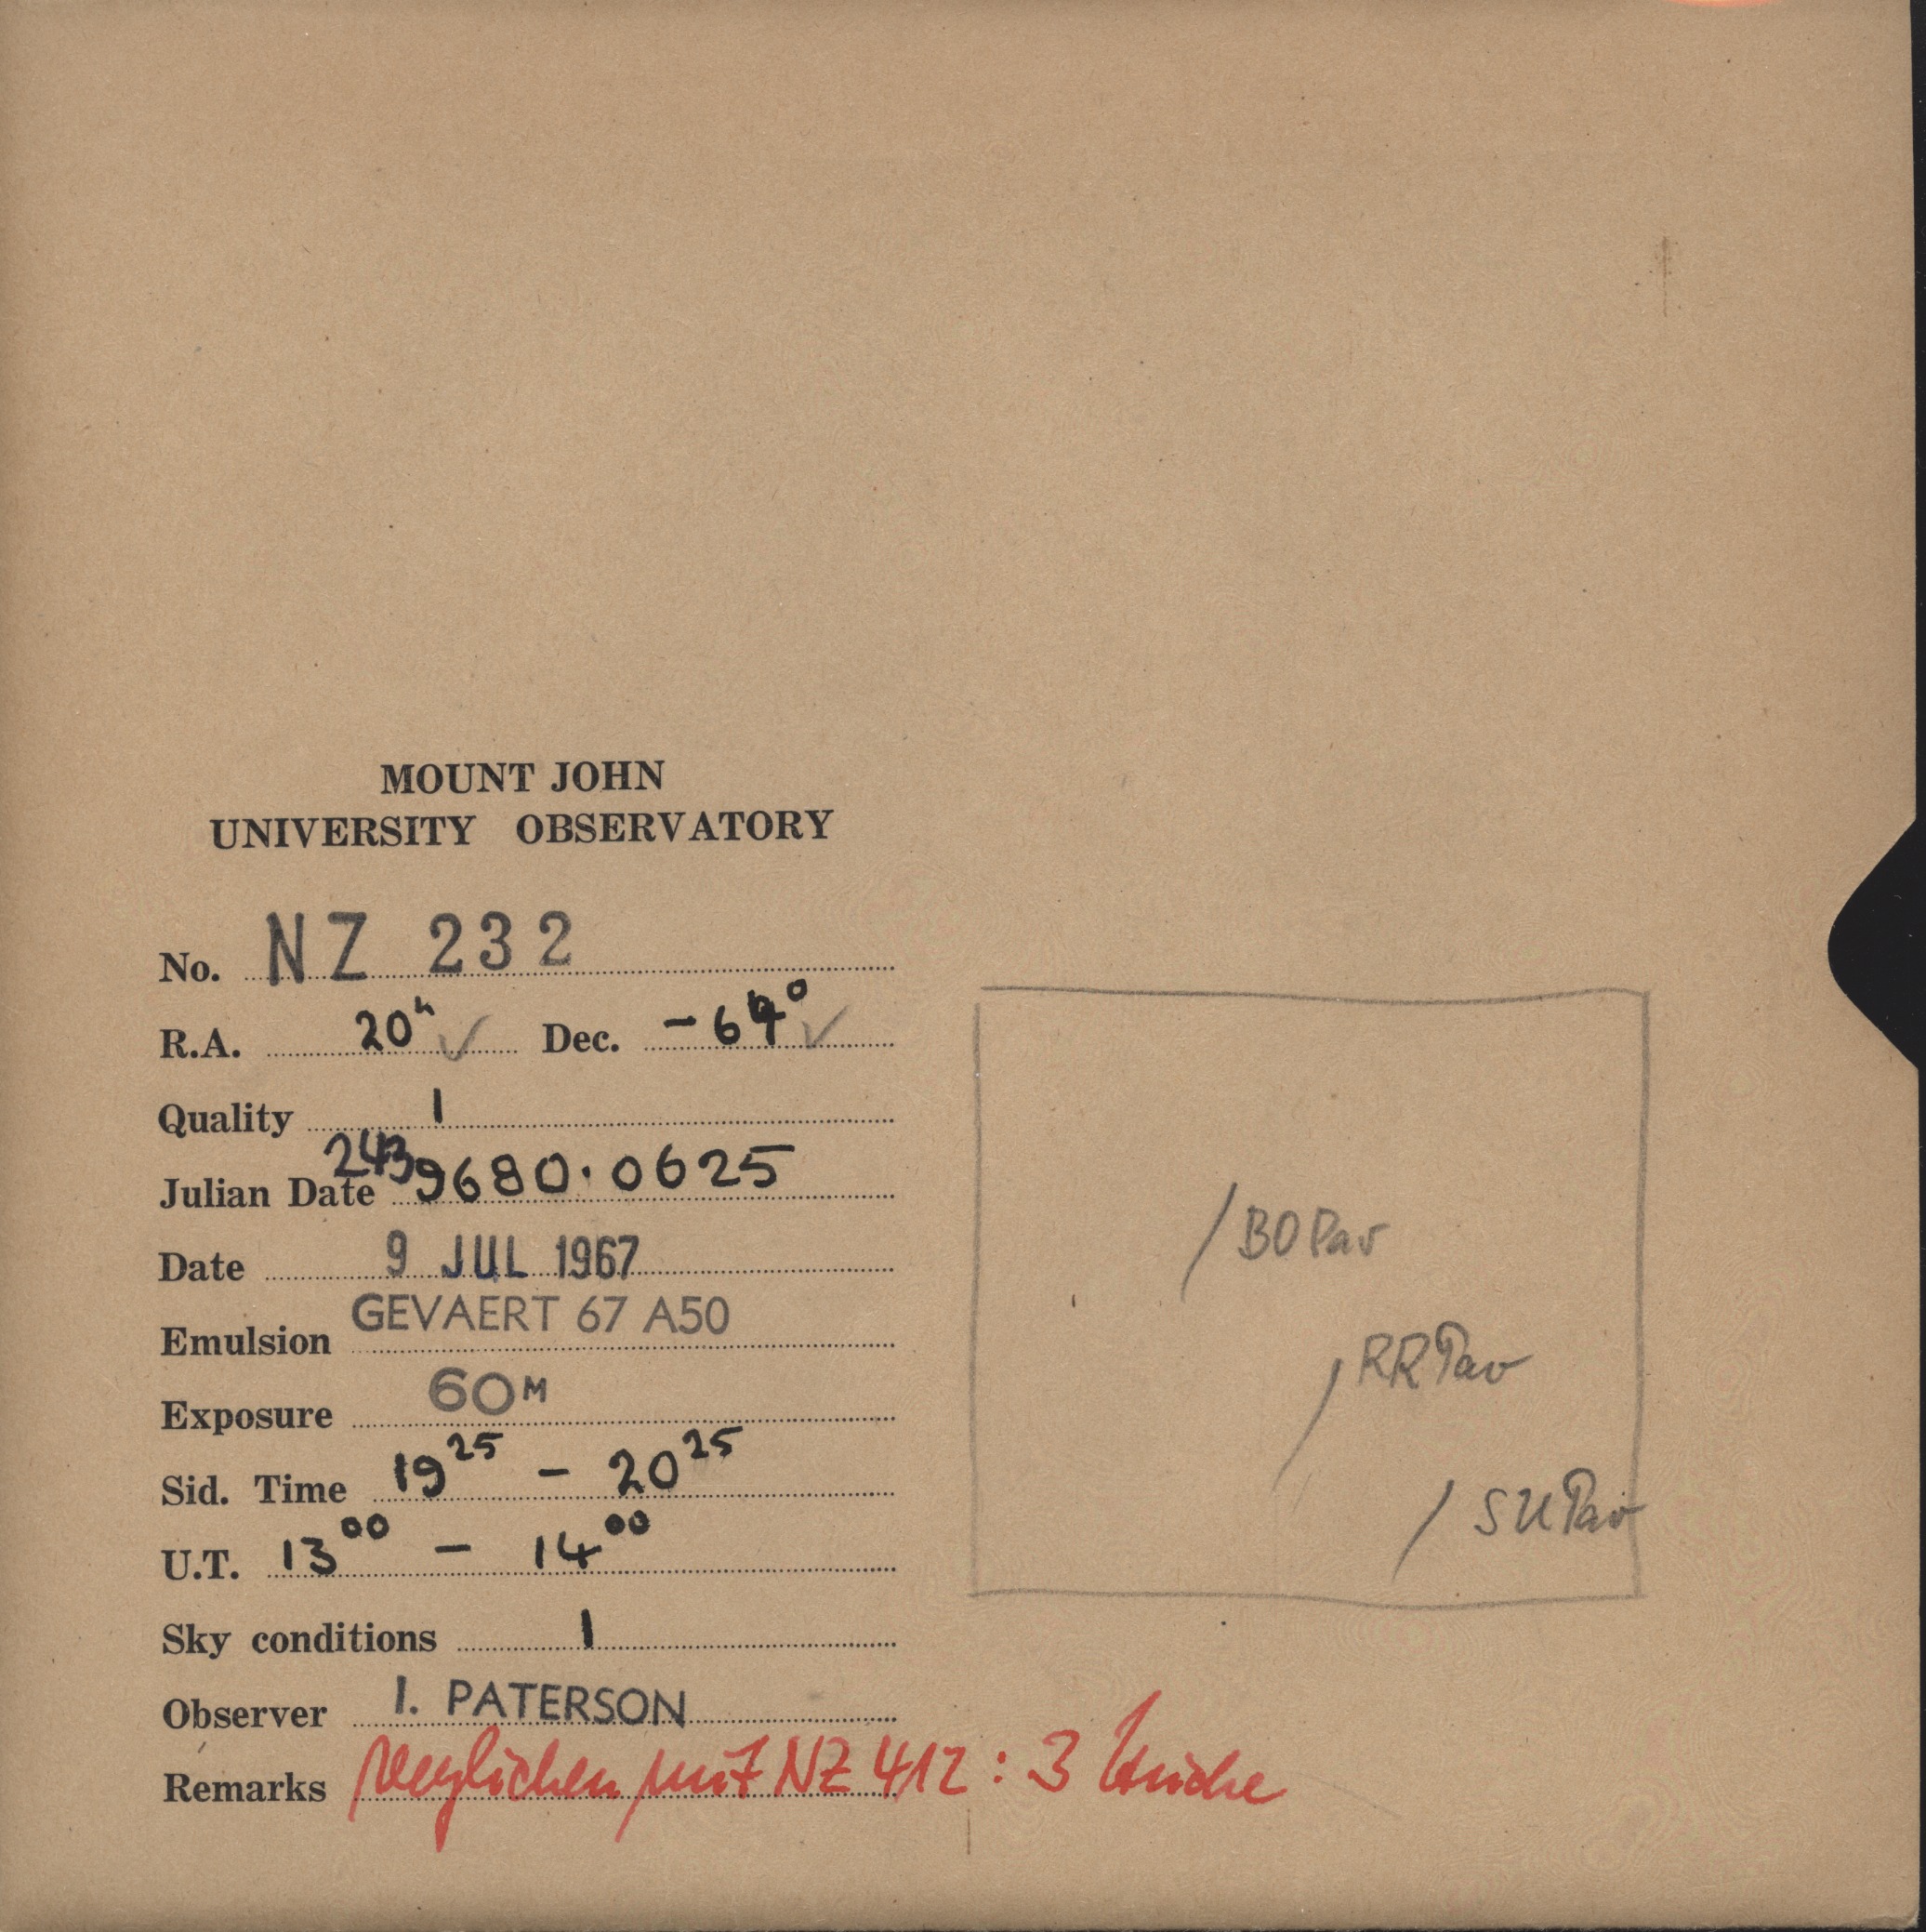 MOUNT JOHN
UNIVERSITY OBSERVATORY
No. NZ 232
R.A. 20h ✓ Dec. -64° ✓
Quality 1
Julian Date 2439680.0625
Date 9 JUL 1967
Emulsion GEVAERT 67 A50
Exposure 60M
Sid. Time 19 25 - 20 25
U.T. 13 00 - 14 00
Sky conditions 1
Observer I. PATERSON
Remarks verglichen mit NZ 412 : 3 Striche
BO Pav
RR Pav
SU Pav